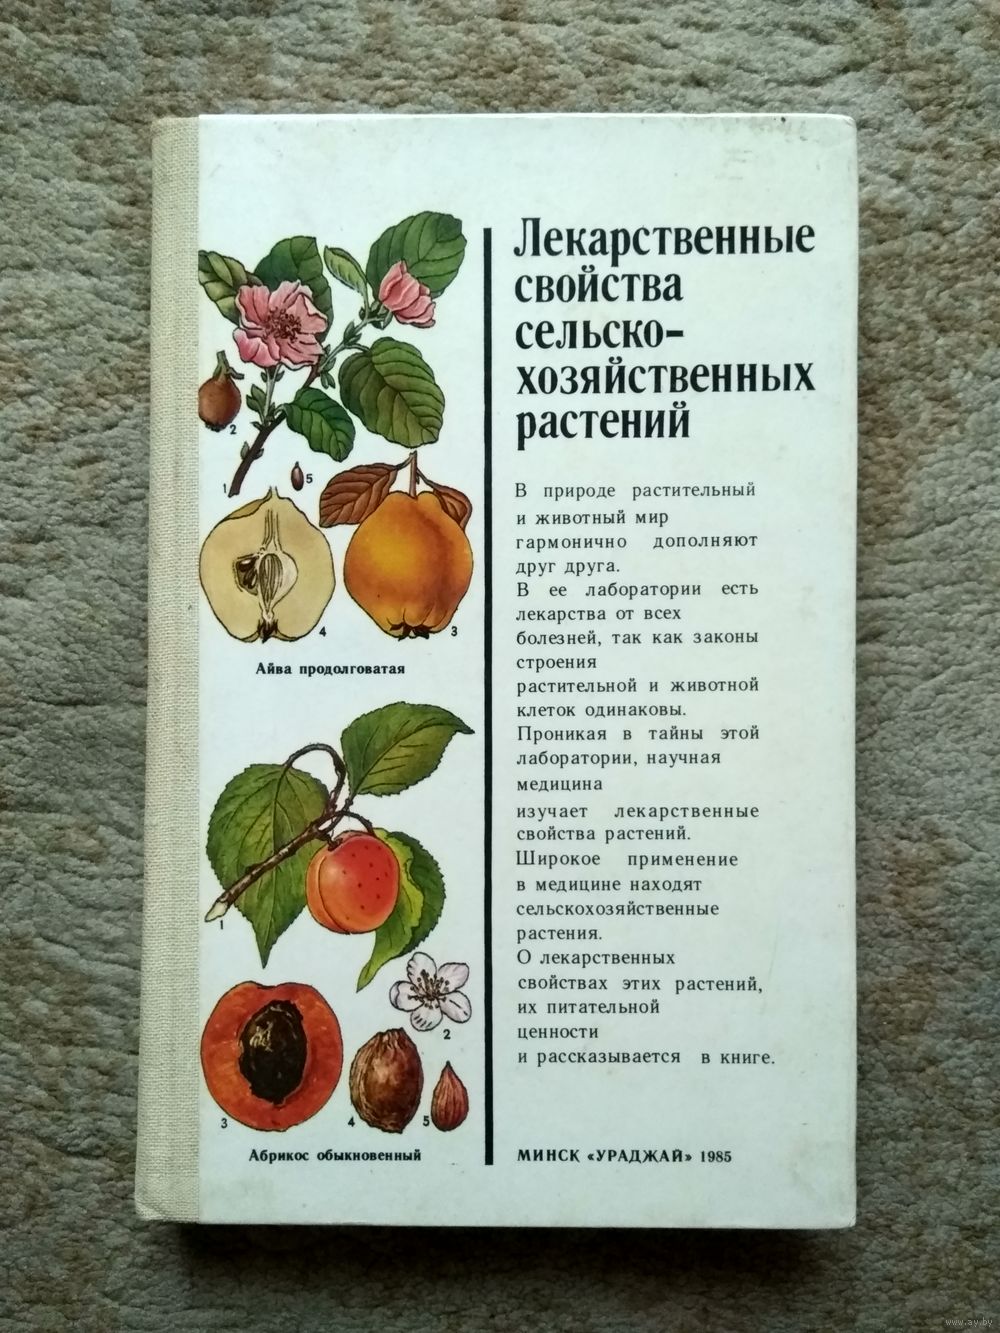 Лекарственные
свойства
сельско-
хозяйственных
растений
В природе растительный
и животный мир
гармонично дополняют
друг друга.
В ее лаборатории есть
лекарства от всех
болезней, так как законы
строения
растительной и животной
клеток одинаковы.
Проникая в тайны этой
лаборатории, научная
медицина
изучает лекарственные
свойства растений.
Широкое применение
в медицине находят
сельскохозяйственные
растения.
О лекарственных
свойствах этих растений,
их питательной
ценности
и рассказывается в книге.
МИНСК «УРАДЖАЙ» 1985
2
1
5
4
3
Айва продолговатая
1
2
3
4
5
Абрикос обыкновенный
www.ay.by